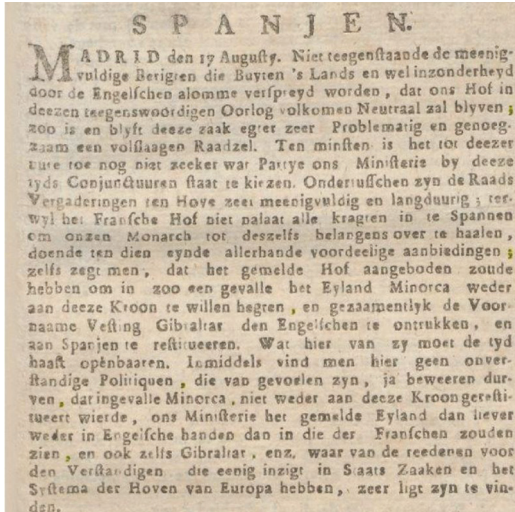 SPANJEN.
MADRID den 17 Augusty. Niet teegenstaande de meenig-
vuldige Berigten die Buyten 's Lands en wel inzonderheyd
door de Engelschen alomme verspreyd worden, dat ons Hof in
deezen teegenswoordigen Oorlog volkomen Neutraal zal blyven;
zoo is en blyft deeze zaak egter zeer Problematig en genoeg-
zaam een volslaagen Raadzel. Ten minsten is het tot deezer
uure toe nog niet zeeker wat Partye ons Ministerie by deeze
tyds Conjunctuuren staat te kiezen. Ondertusschen zyn de Raads
Vergaderingen ten Hove zeer meenigvuldig en langduurig; ter-
wyl het Fransche Hof niet nalaat alle kragten in te Spannen
om onzen Monarch tot deszelfs belangens over te haalen,
doende ten dien eynde allerhande voordeelige aanbiedingen;
zelfs zegt men, dat het gemelde Hof aangeboden zoude
hebben om in zoo een gevalle het Eyland Minorca weder
aan deeze Kroon te willen hegten, en gezaamentlyk de Voor-
naame Vesting Gibraltar den Engelschen te ontrukken, en
aan Spanjen te restitueeren. Wat hier van zy moet de tyd
haast openbaaren. Inmiddels vind men hier geen onver-
standige Politiquen, die van gevoelen zyn, ja beweeren dur-
ven, dat ingevalle Minorca, niet weder aan deeze Kroon geresti-
tueert wierde, ons Ministerie het gemelde Eyland dan liever
weder in Engelsche handen dan in die der Franschen zouden
zien, en ook zelfs Gibraltar, enz. waar van de reedenen voor
den Verstandigen die eenig inzigt in Staats Zaaken en het
Systema der Hoven van Europa hebben, zeer ligt zyn te vin-
den.